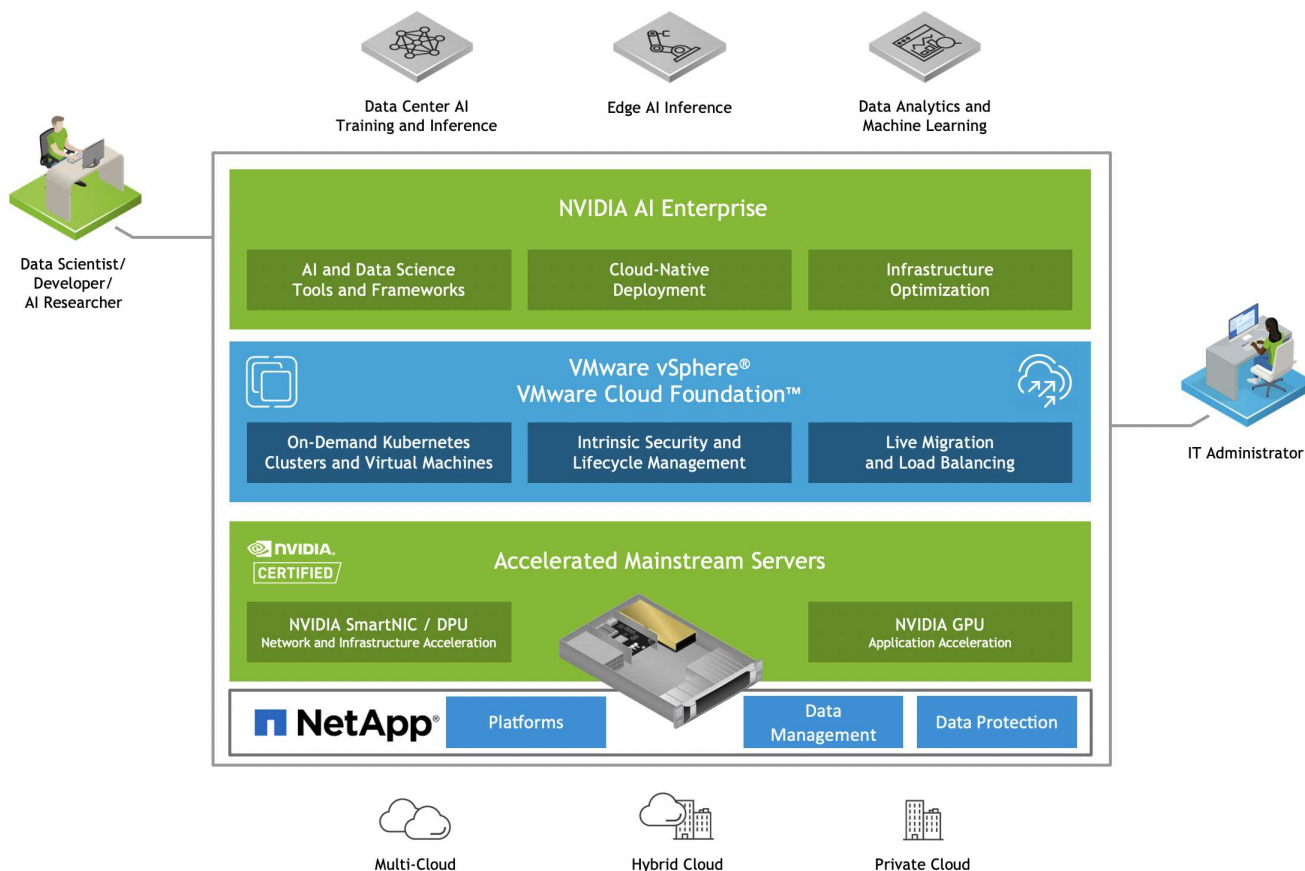 Data Center AI
Training and Inference
Edge AI Inference
Data Analytics and
Machine Learning
Data Scientist/
Developer/
AI Researcher
NVIDIA AI Enterprise
AI and Data Science
Tools and Frameworks
Cloud-Native
Deployment
Infrastructure
Optimization
VMware vSphere®
VMware Cloud Foundation™
On-Demand Kubernetes
Clusters and Virtual Machines
Intrinsic Security and
Lifecycle Management
Live Migration
and Load Balancing
IT Administrator
NVIDIA.
CERTIFIED
Accelerated Mainstream Servers
NVIDIA SmartNIC / DPU
Network and Infrastructure Acceleration
NVIDIA GPU
Application Acceleration
NetApp®
Platforms
Data
Management
Data Protection
Multi-Cloud
Hybrid Cloud
Private Cloud